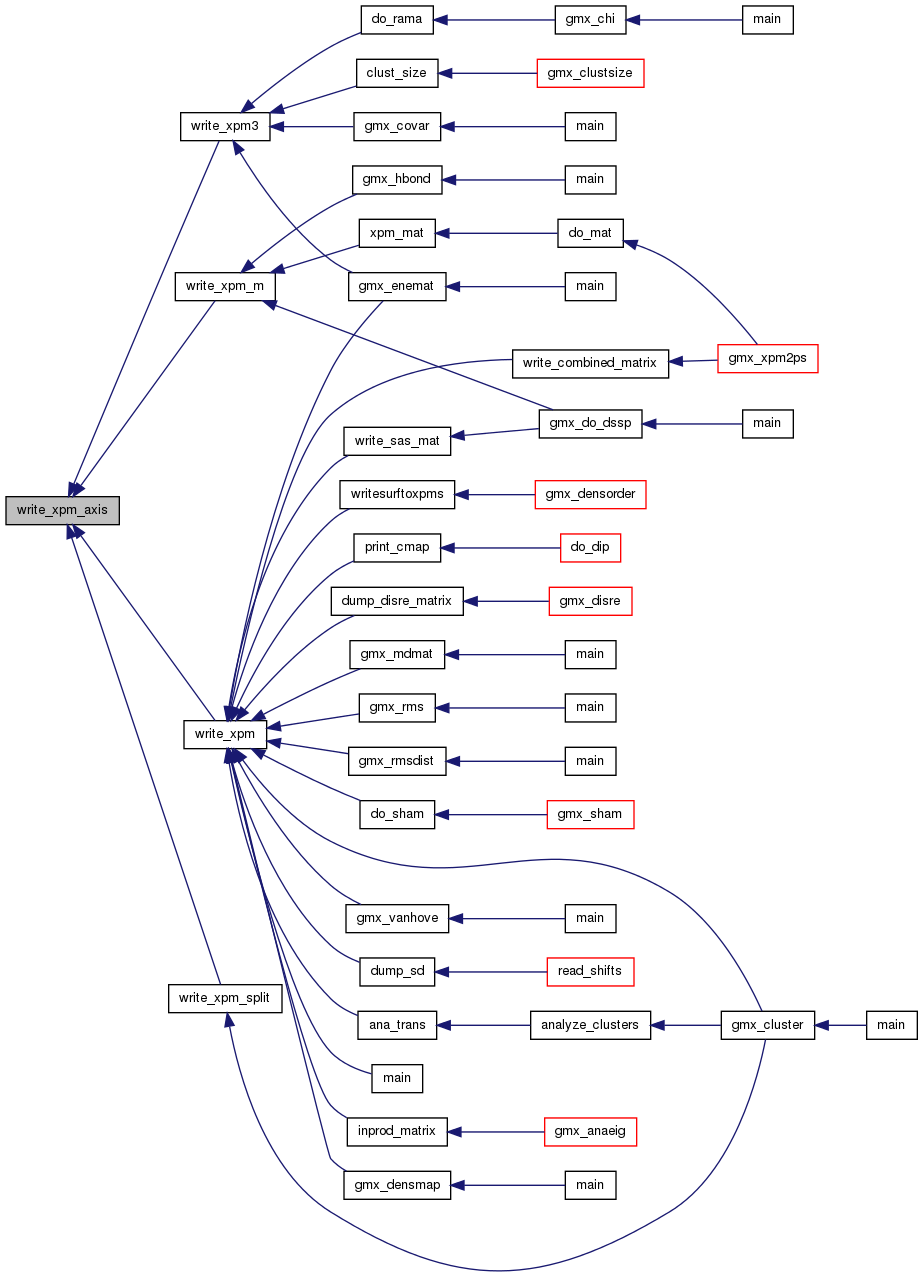 do_rama
gmx_chi
main
clust_size
gmx_clustsize
write_xpm3
gmx_covar
main
gmx_hbond
main
xpm_mat
do_mat
write_xpm_m
gmx_enemat
main
write_combined_matrix
gmx_xpm2ps
gmx_do_dssp
main
write_sas_mat
writesurftoxpms
gmx_densorder
write_xpm_axis
print_cmap
do_dip
dump_disre_matrix
gmx_disre
gmx_mdmat
main
gmx_rms
main
write_xpm
gmx_rmsdist
main
do_sham
gmx_sham
gmx_vanhove
main
dump_sd
read_shifts
write_xpm_split
ana_trans
analyze_clusters
gmx_cluster
main
main
inprod_matrix
gmx_anaeig
gmx_densmap
main